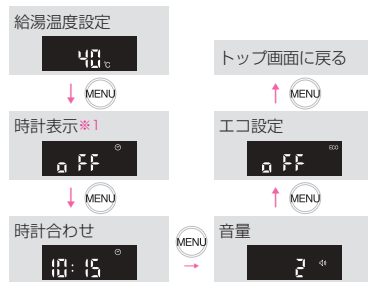 給湯温度設定
40℃
MENU
時計表示※1
oFF
MENU
時計合わせ
10:15
MENU
音量
2
MENU
エコ設定
ECO
oFF
MENU
トップ画面に戻る